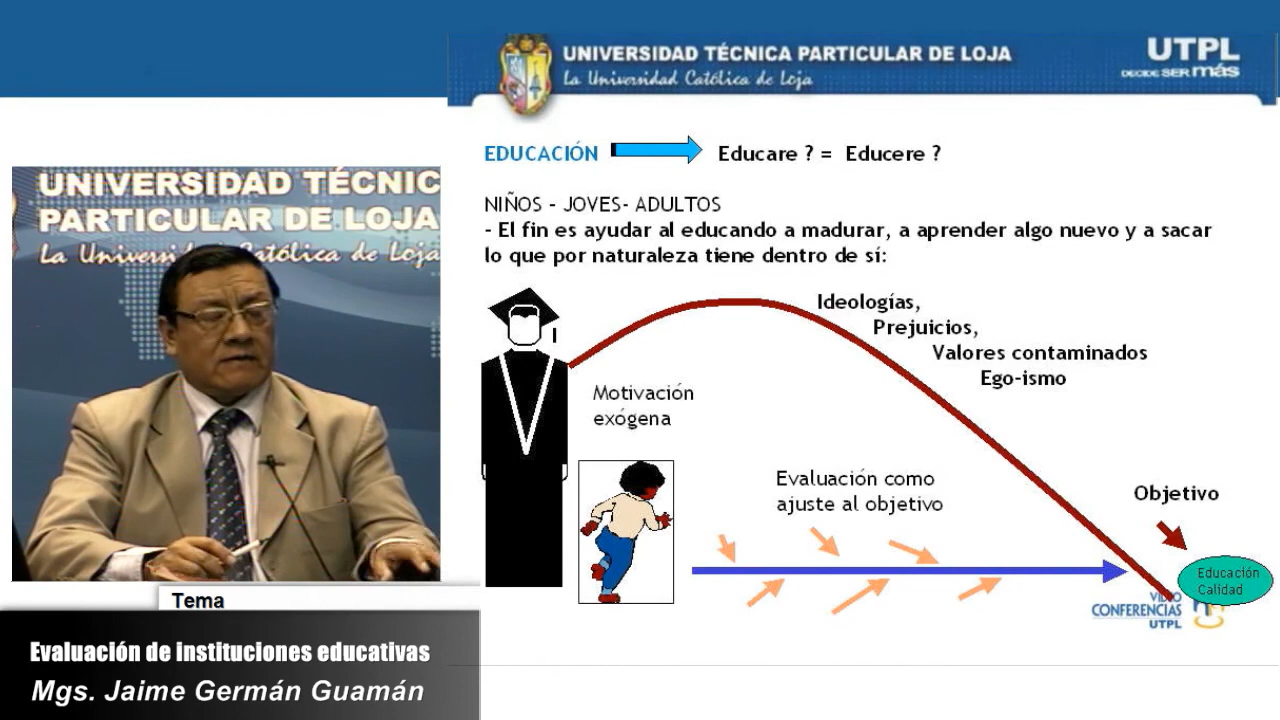 UNIVERSIDAD TÉCNICA PARTICULAR DE LOJA
La Universidad Católica de Loja
UTPL
DECIDE SER más
EDUCACIÓN
Educare ? = Educere ?
NIÑOS - JOVES- ADULTOS
- El fin es ayudar al educando a madurar, a aprender algo nuevo y a sacar
lo que por naturaleza tiene dentro de sí:
Ideologías,
Prejuicios,
Valores contaminados
Ego-ismo
Motivación
exógena
Evaluación como
ajuste al objetivo
Objetivo
Educación
Calidad
CONFERENCIAS
UTPL
UNIVERSIDAD TÉCNIC
PARTICULAR DE LOJA
La Univers
atólica de Loja
Tema
Evaluación de instituciones educativas
Mgs. Jaime Germán Guamán